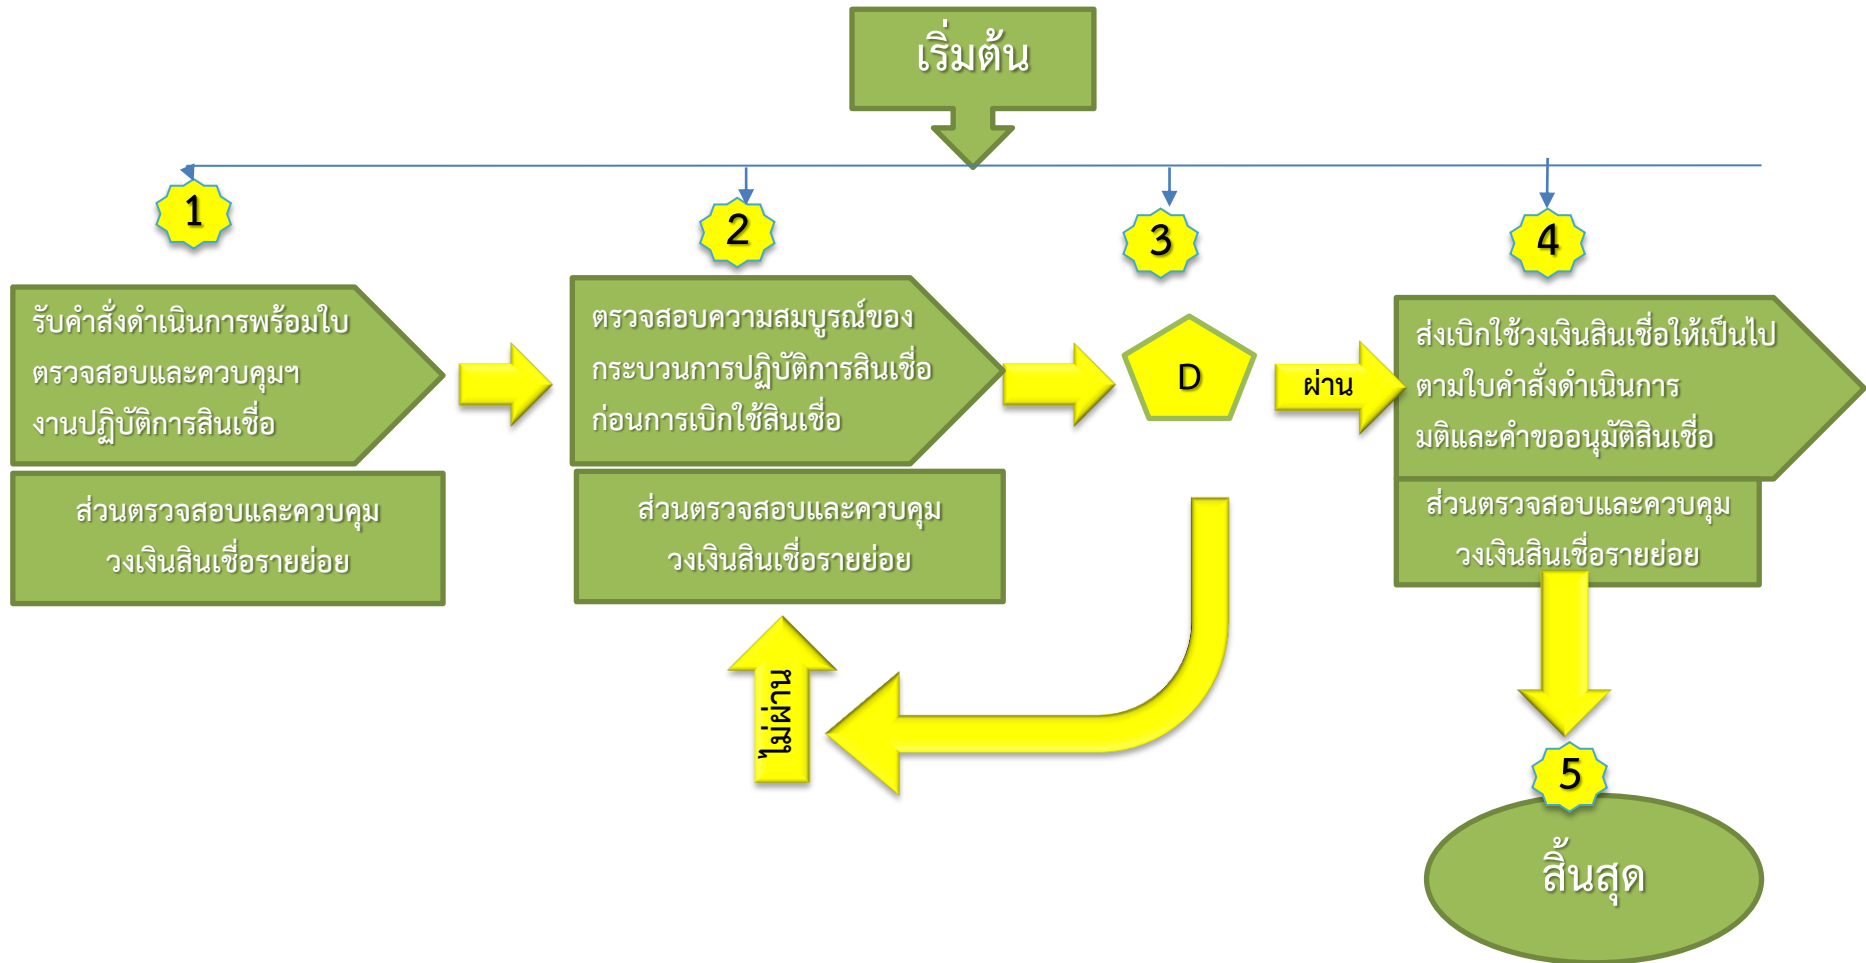 เริ่มต้น
1
2
3
4
รับคำสั่งดำเนินการพร้อมใบ
ตรวจสอบและควบคุมฯ
งานปฏิบัติการสินเชื่อ
ส่วนตรวจสอบและควบคุม
วงเงินสินเชื่อรายย่อย
ตรวจสอบความสมบูรณ์ของ
กระบวนการปฏิบัติการสินเชื่อ
ก่อนการเบิกใช้สินเชื่อ
ส่วนตรวจสอบและควบคุม
วงเงินสินเชื่อรายย่อย
D
ผ่าน
ส่งเบิกใช้วงเงินสินเชื่อให้เป็นไป
ตามใบคำสั่งดำเนินการ
มติและคำขออนุมัติสินเชื่อ
ส่วนตรวจสอบและควบคุม
วงเงินสินเชื่อรายย่อย
ไม่ผ่าน
5
สิ้นสุด